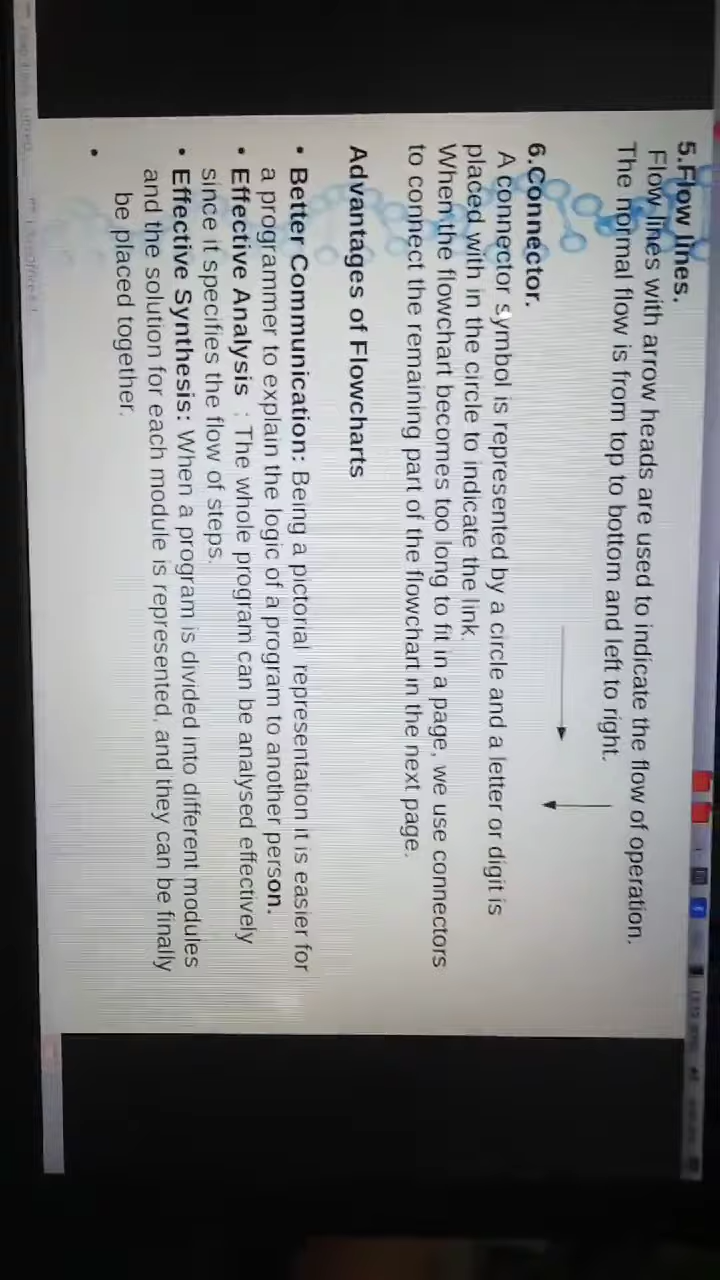 5.Flow lines.
Flow lines with arrow heads are used to indicate the flow of operation.
The normal flow is from top to bottom and left to right.
6.Connector.
A connector symbol is represented by a circle and a letter or digit is
placed with in the circle to indicate the link.
When the flowchart becomes too long to fit in a page, we use connectors
to connect the remaining part of the flowchart in the next page.
Advantages of Flowcharts
• Better Communication: Being a pictorial representation it is easier for
a programmer to explain the logic of a program to another person.
• Effective Analysis : The whole program can be analysed effectively
since it specifies the flow of steps.
• Effective Synthesis: When a program is divided into different modules
and the solution for each module is represented, and they can be finally
be placed together.
•